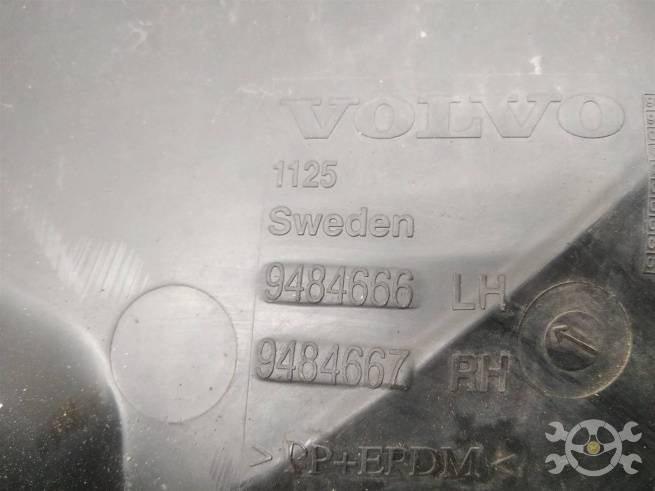 VOLVO
1125
Sweden
9484666 LH
9484667 RH
> PP+EPDM <